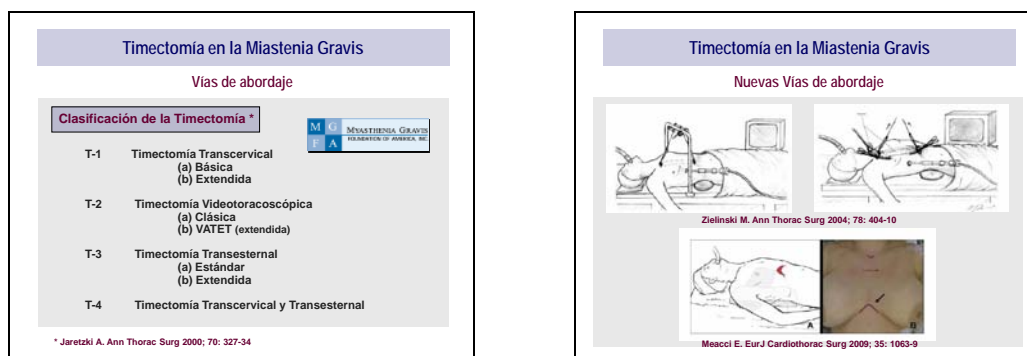 Timectomía en la Miastenia Gravis
Vías de abordaje
Clasificación de la Timectomía *
M G
F A
MYASTHENIA GRAVIS
FOUNDATION OF AMERICA, INC.
T-1 Timectomía Transcervical
(a) Básica
(b) Extendida
T-2 Timectomía Videotoracoscópica
(a) Clásica
(b) VATET (extendida)
T-3 Timectomía Transesternal
(a) Estándar
(b) Extendida
T-4 Timectomía Transcervical y Transesternal
* Jaretzki A. Ann Thorac Surg 2000; 70: 327-34
Timectomía en la Miastenia Gravis
Nuevas Vías de abordaje
Zielinski M. Ann Thorac Surg 2004; 78: 404-10
A
B
Meacci E. EurJ Cardiothorac Surg 2009; 35: 1063-9